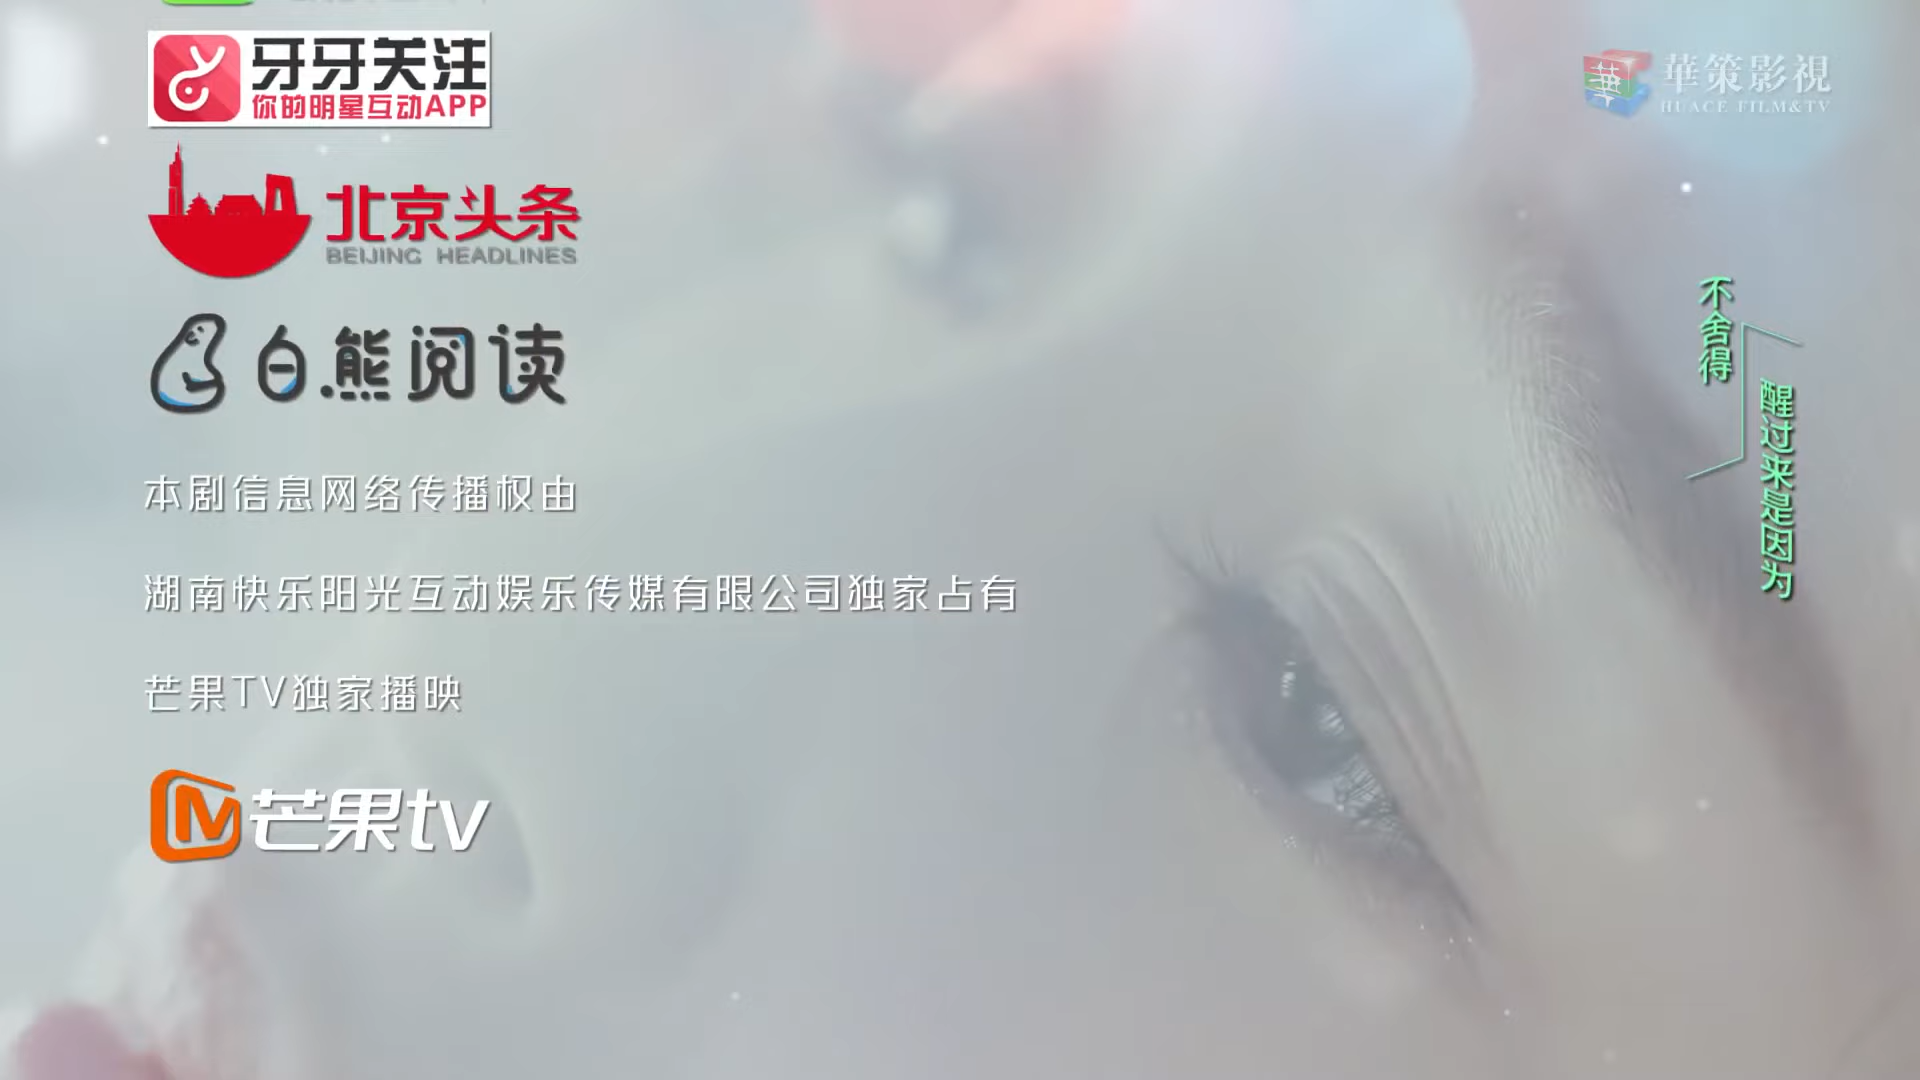 牙牙关注
你的明星互动APP
北京头条
BEIJING HEADLINES
白熊阅读
本剧信息网络传播权由
湖南快乐阳光互动娱乐传媒有限公司独家占有
芒果TV独家播映
芒果tv
華策影視
HUACE FILM&TV
不舍得
醒过来是因为